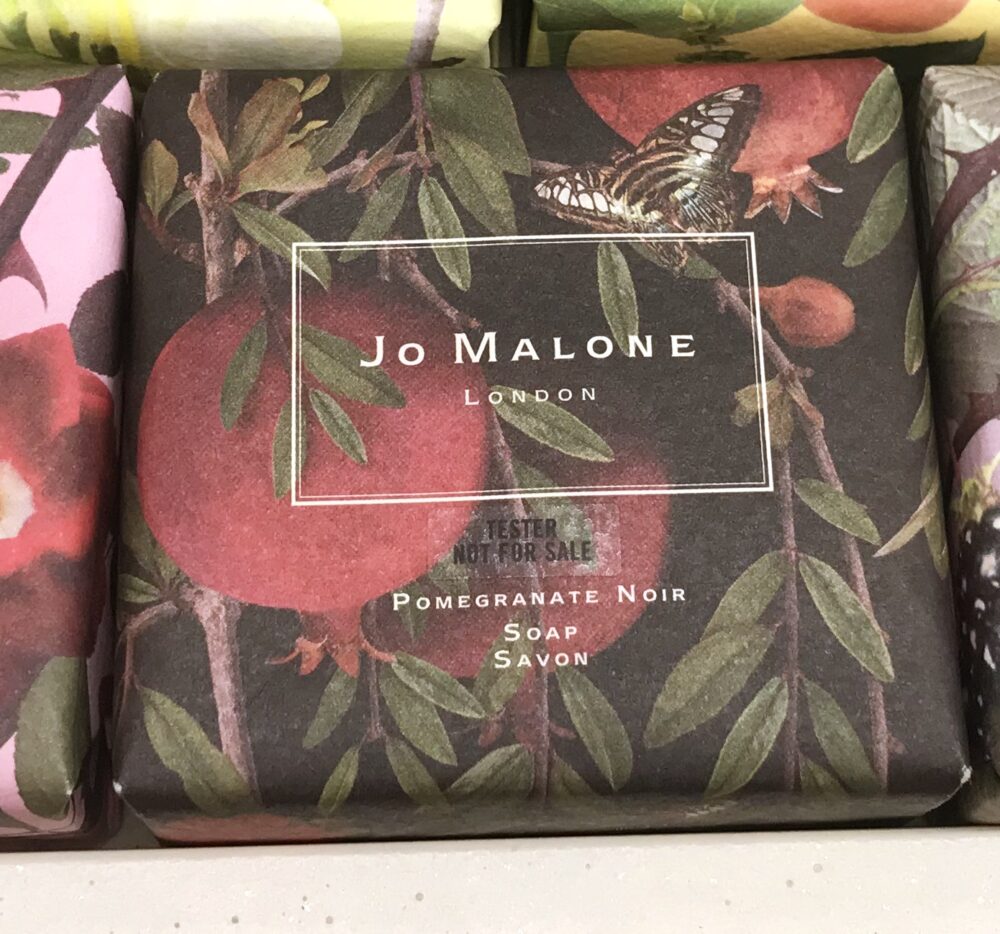 Jo Malone
London
TESTER
NOT FOR SALE
Pomegranate Noir
Soap
Savon